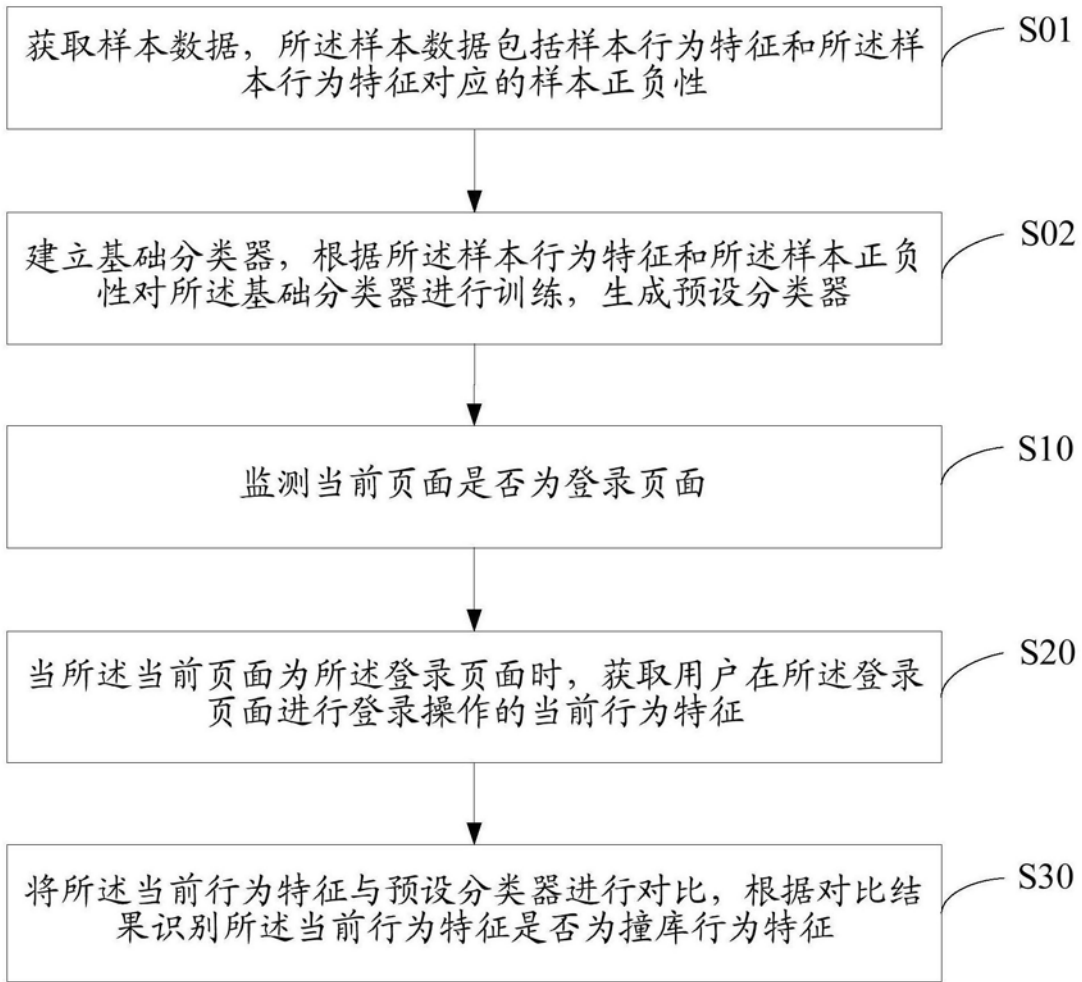 获取样本数据，所述样本数据包括样本行为特征和所述样
本行为特征对应的样本正负性
S01
建立基础分类器，根据所述样本行为特征和所述样本正负
性对所述基础分类器进行训练，生成预设分类器
S02
监测当前页面是否为登录页面
S10
当所述当前页面为所述登录页面时，获取用户在所述登录
页面进行登录操作的当前行为特征
S20
将所述当前行为特征与预设分类器进行对比，根据对比结
果识别所述当前行为特征是否为撞库行为特征
S30